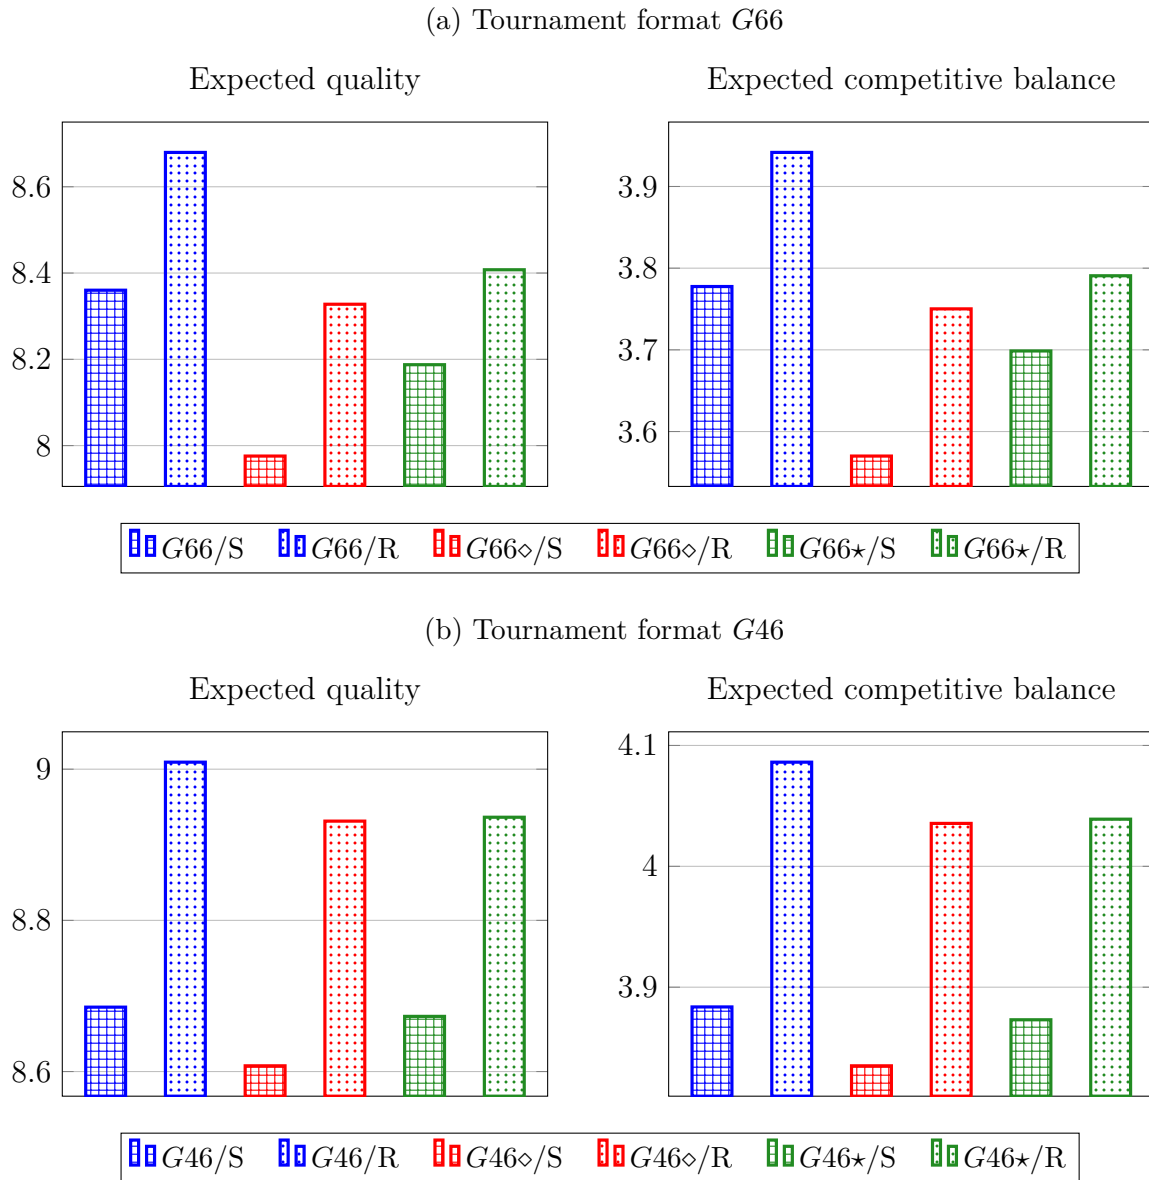 (a) Tournament format G66
Expected quality
Expected competitive balance
8.6
8.4
8.2
8
3.9
3.8
3.7
3.6
G66/S G66/R G66⋄/S G66⋄/R G66⋆/S G66⋆/R
(b) Tournament format G46
Expected quality
Expected competitive balance
9
8.8
8.6
4.1
4
3.9
G46/S G46/R G46⋄/S G46⋄/R G46⋆/S G46⋆/R